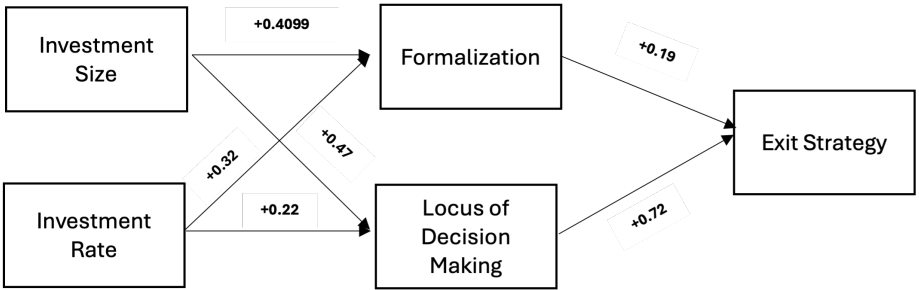 +0.4099
Investment
Size
Formalization
+0.19
+0.32
+0.47
Exit Strategy
Investment
Rate
+0.22
Locus of
Decision
Making
+0.72